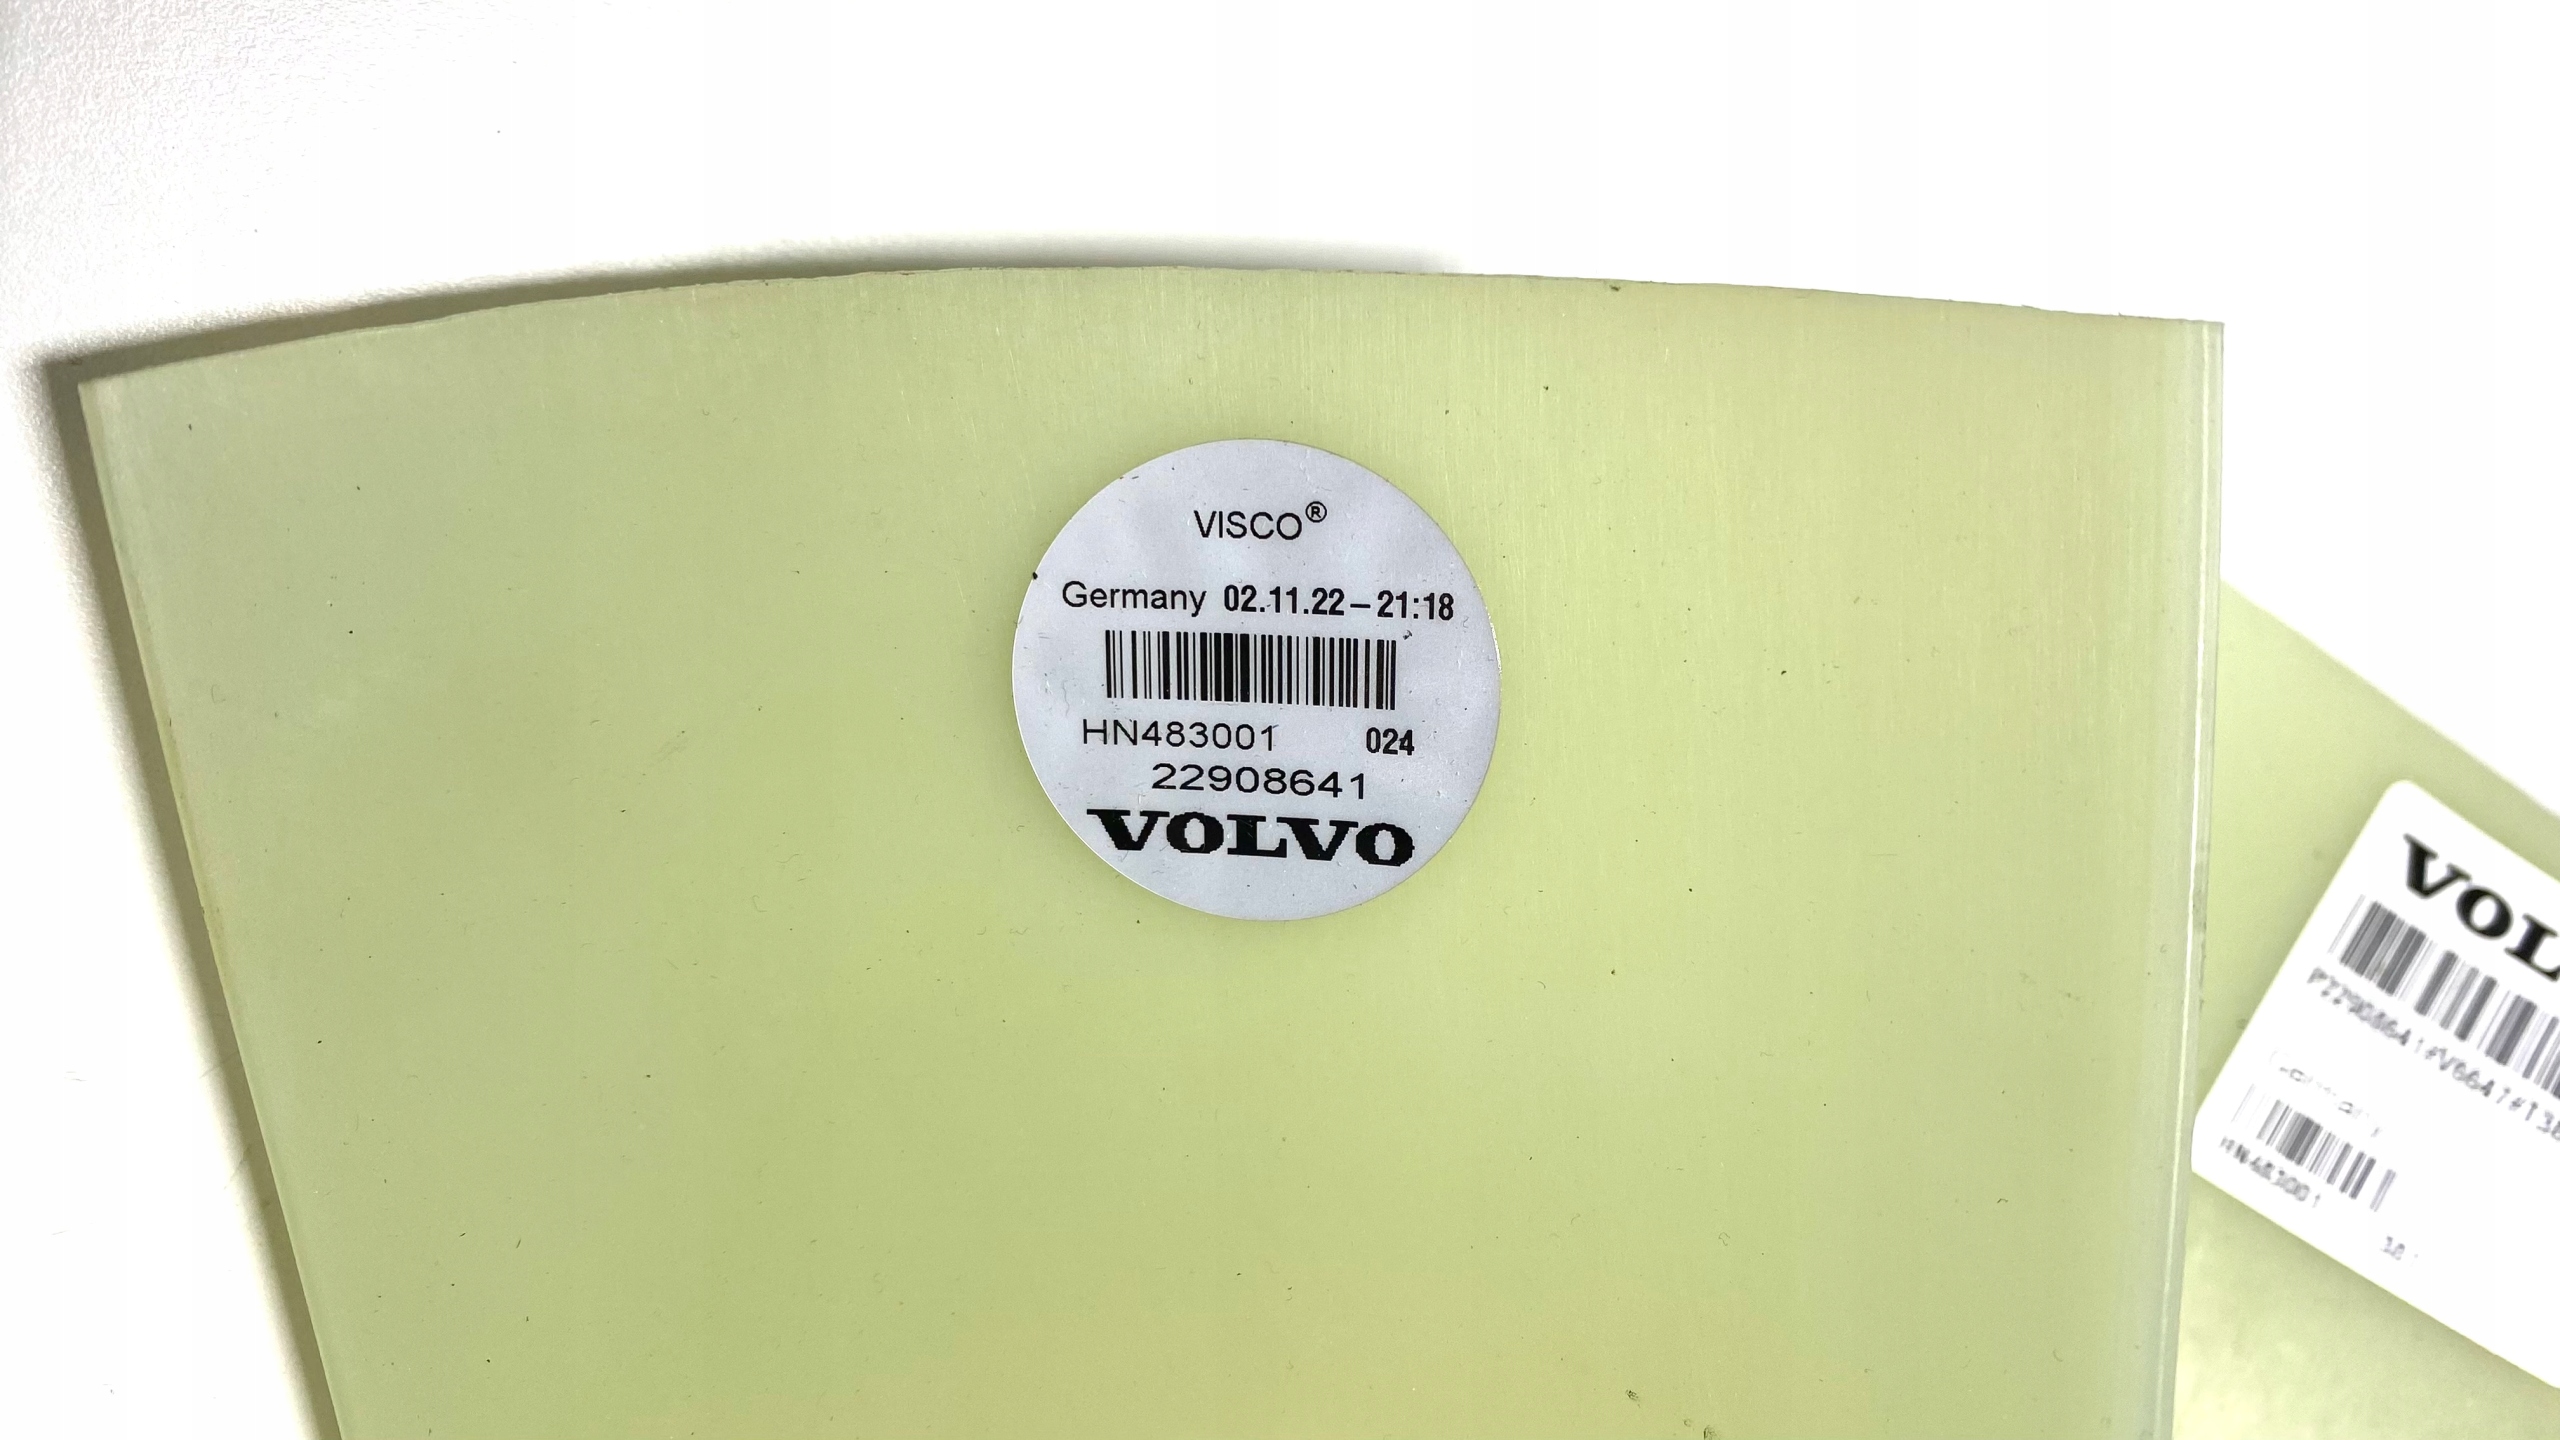 VISCO®
Germany 02.11.22 – 21:18
HN483001 024
22908641
VOLVO
VOL